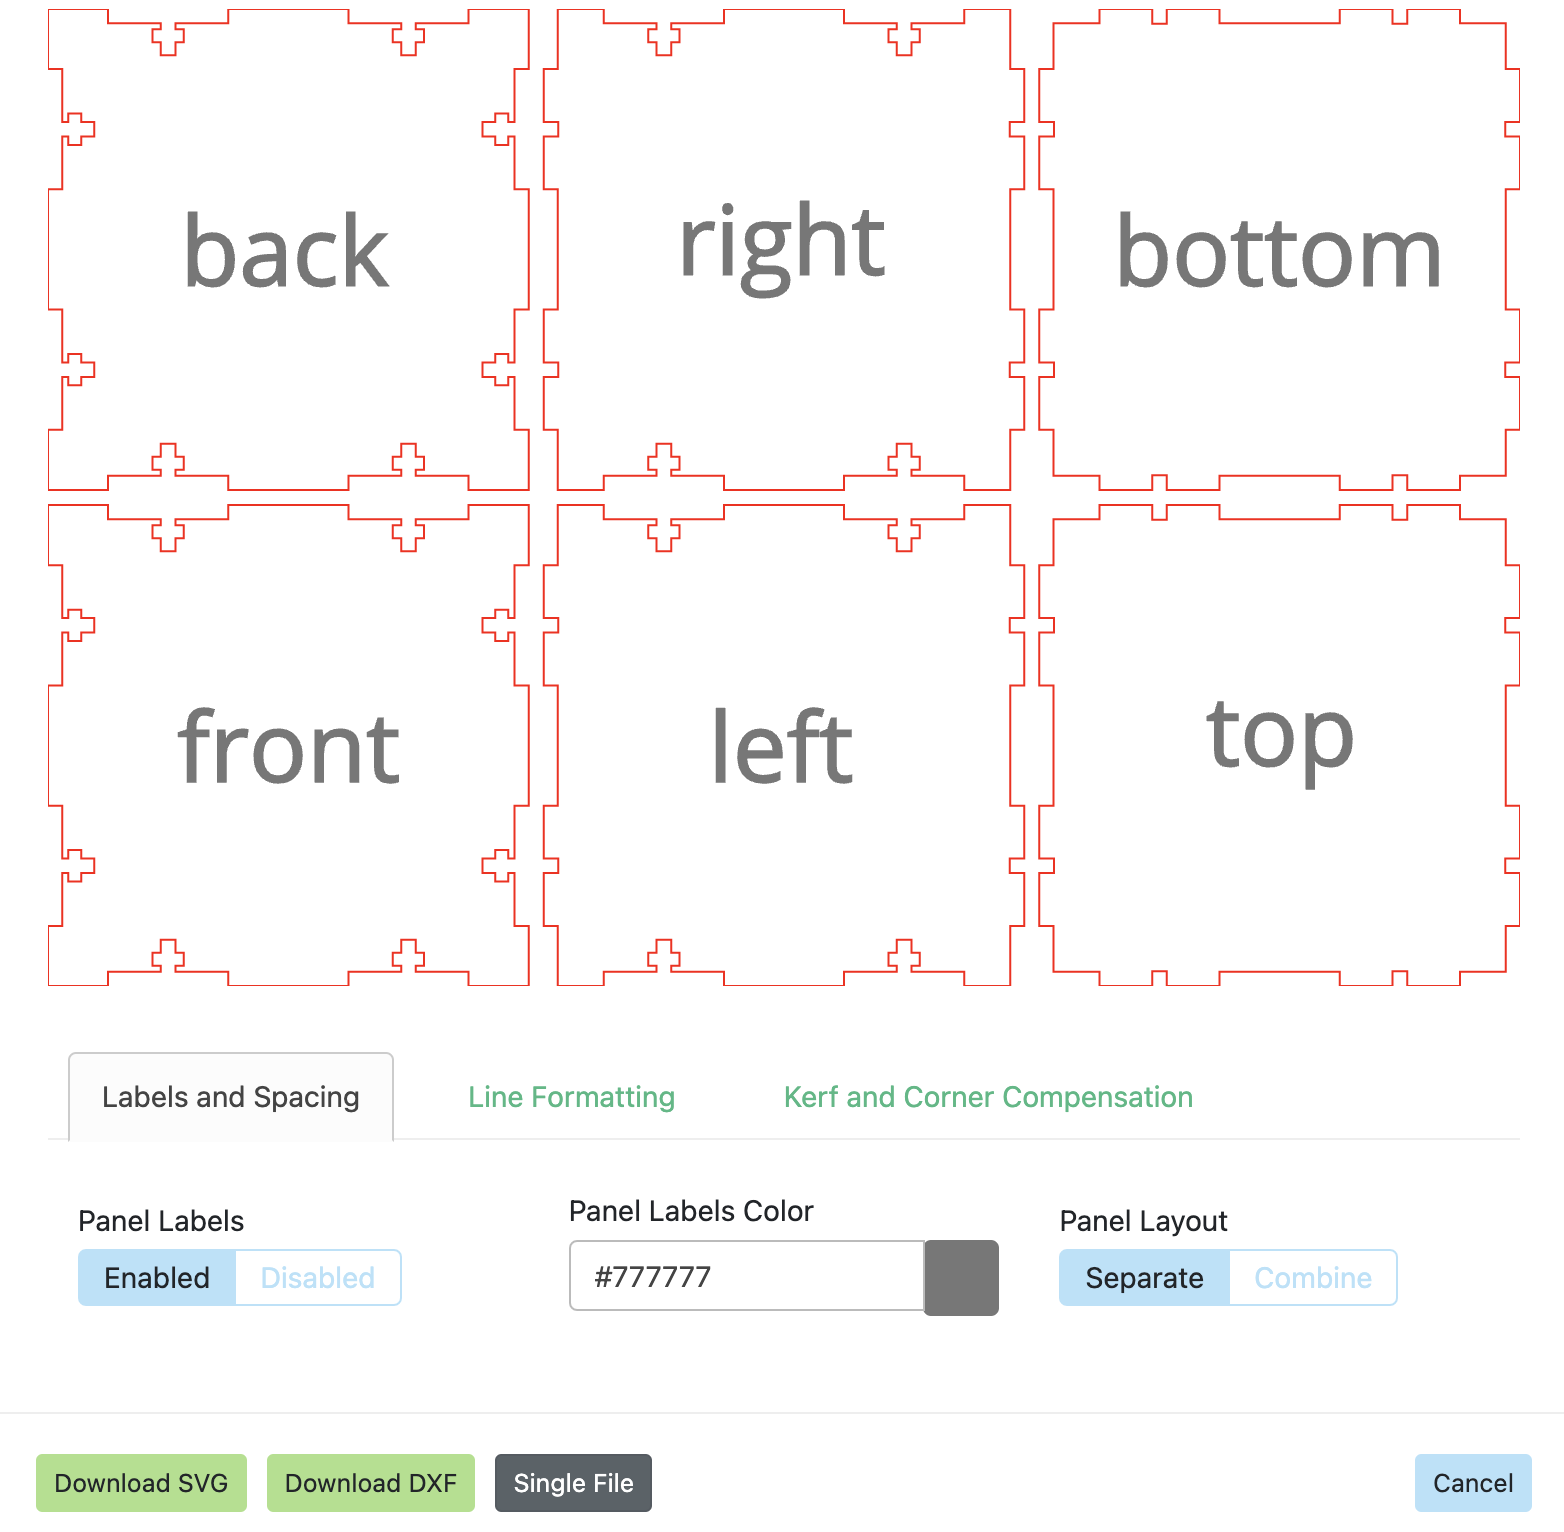 back
right
bottom
front
left
top
Labels and Spacing
Line Formatting
Kerf and Corner Compensation
Panel Labels
Enabled
Disabled
Panel Labels Color
#777777
Panel Layout
Separate
Combine
Download SVG
Download DXF
Single File
Cancel